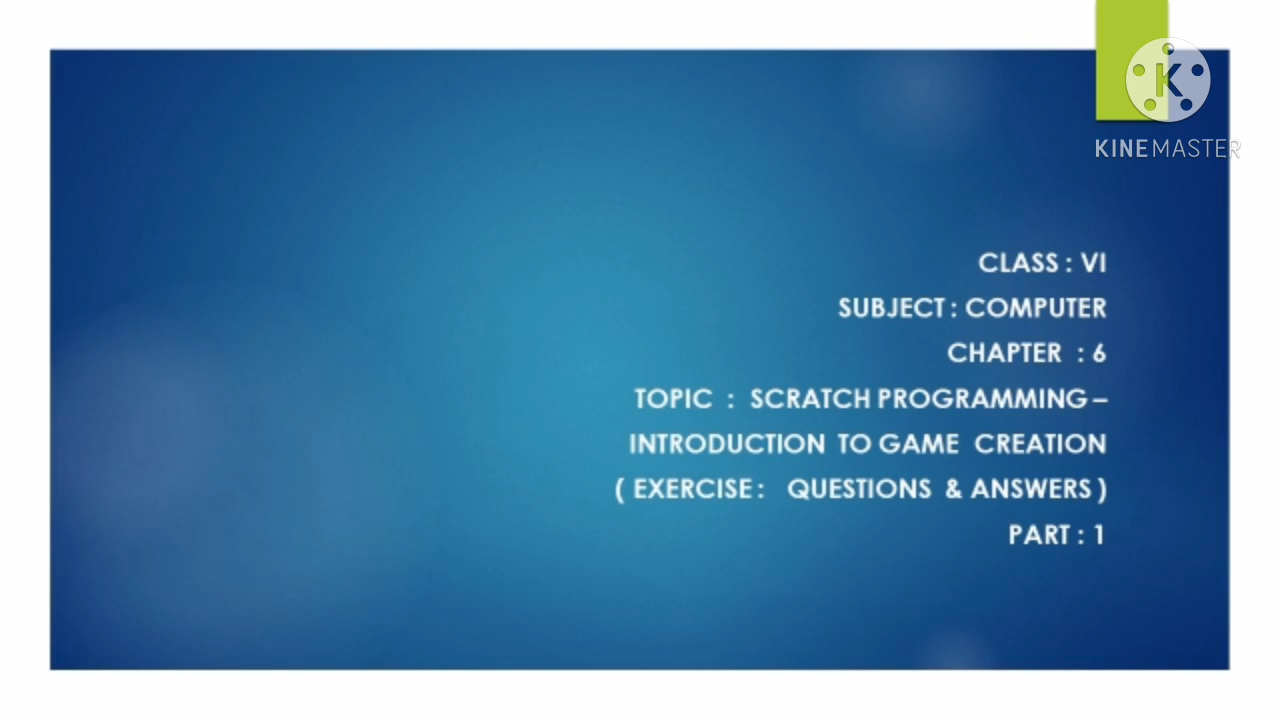 K
KINEMASTER
CLASS : VI
SUBJECT : COMPUTER
CHAPTER : 6
TOPIC : SCRATCH PROGRAMMING –
INTRODUCTION TO GAME CREATION
( EXERCISE : QUESTIONS & ANSWERS )
PART : 1